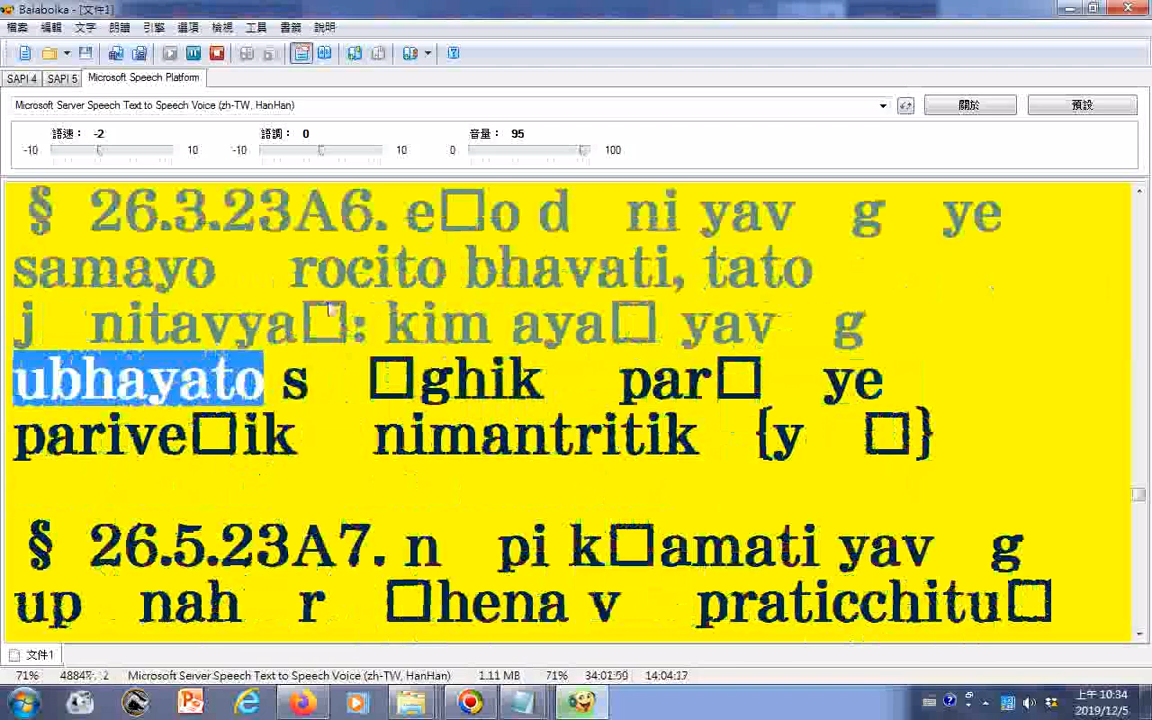 Balabolka - [文件1]
檔案 編輯 文字 朗讀 引擎 選項 檢視 工具 書籤 說明
SAPI 4 SAPI 5 Microsoft Speech Platform
Microsoft Server Speech Text to Speech Voice (zh-TW, HanHan) 關於 預設
語速: -2 語調: 0 音量: 95
-10 10 -10 10 0 100
§ 26.3.23A6. e□o d ni yav g ye
samayo rocito bhavati, tato
j nitavya□: kim aya□ yav g
ubhayato s □ghik par□ ye
parive□ik nimantritik {y □}
§ 26.5.23A7. n pi k□amati yav g
up nah r □hena v praticchitu□
文件1
71% Microsoft Server Speech Text to Speech Voice (zh-TW, HanHan) 1.11 MB 71% 34:01:59 14:04:17
上午 10:34
2019/12/5